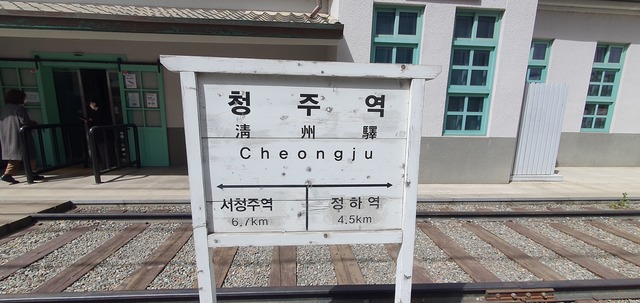 청 주 역
淸 州 驛
Cheongju
서청주역 정하역
6.7km 4.5km